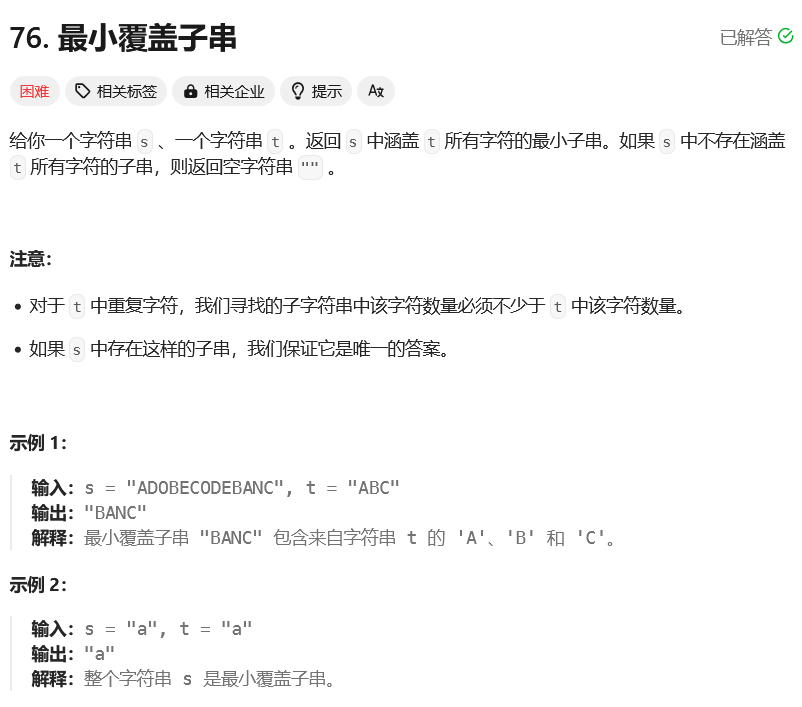 76. 最小覆盖子串
已解答
困难 相关标签 相关企业 提示 Aあ
给你一个字符串 s 、一个字符串 t 。返回 s 中涵盖 t 所有字符的最小子串。如果 s 中不存在涵盖
t 所有字符的子串，则返回空字符串 "" 。
注意：
• 对于 t 中重复字符，我们寻找的子字符串中该字符数量必须不少于 t 中该字符数量。
• 如果 s 中存在这样的子串，我们保证它是唯一的答案。
示例 1：
输入：s = "ADOBECODEBANC", t = "ABC"
输出："BANC"
解释：最小覆盖子串 "BANC" 包含来自字符串 t 的 'A'、'B' 和 'C'。
示例 2：
输入：s = "a", t = "a"
输出："a"
解释：整个字符串 s 是最小覆盖子串。